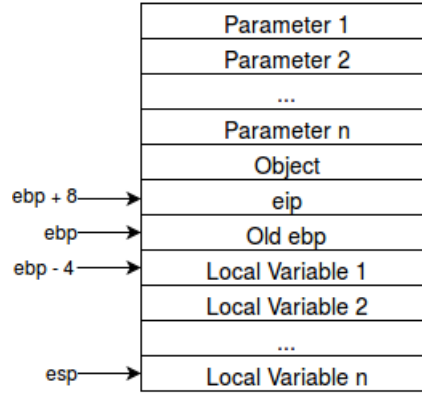 Parameter 1
Parameter 2
...
Parameter n
Object
ebp + 8 eip
ebp Old ebp
ebp - 4 Local Variable 1
Local Variable 2
...
esp Local Variable n